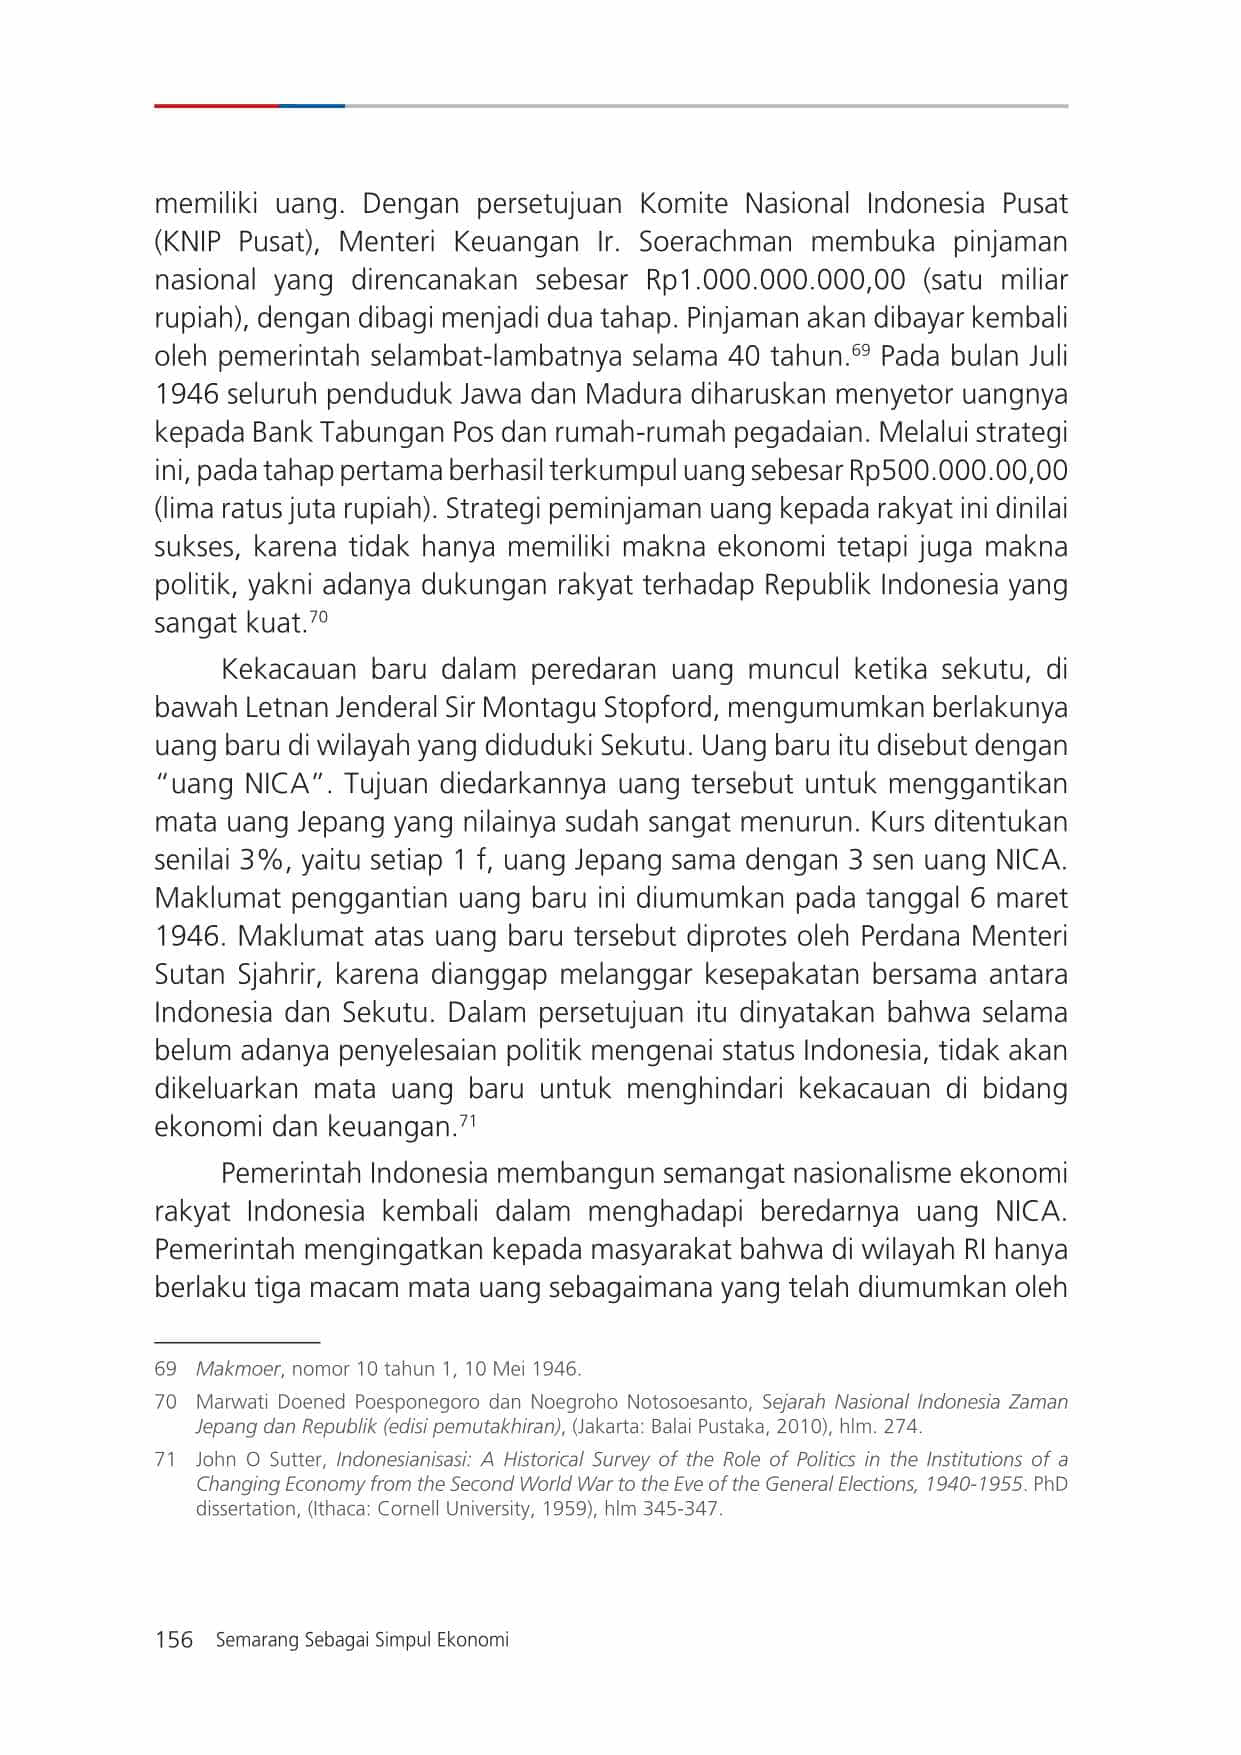 memiliki uang. Dengan persetujuan Komite Nasional Indonesia Pusat
(KNIP Pusat), Menteri Keuangan Ir. Soerachman membuka pinjaman
nasional yang direncanakan sebesar Rp1.000.000.000,00 (satu miliar
rupiah), dengan dibagi menjadi dua tahap. Pinjaman akan dibayar kembali
oleh pemerintah selambat-lambatnya selama 40 tahun.69 Pada bulan Juli
1946 seluruh penduduk Jawa dan Madura diharuskan menyetor uangnya
kepada Bank Tabungan Pos dan rumah-rumah pegadaian. Melalui strategi
ini, pada tahap pertama berhasil terkumpul uang sebesar Rp500.000.00,00
(lima ratus juta rupiah). Strategi peminjaman uang kepada rakyat ini dinilai
sukses, karena tidak hanya memiliki makna ekonomi tetapi juga makna
politik, yakni adanya dukungan rakyat terhadap Republik Indonesia yang
sangat kuat.70
Kekacauan baru dalam peredaran uang muncul ketika sekutu, di
bawah Letnan Jenderal Sir Montagu Stopford, mengumumkan berlakunya
uang baru di wilayah yang diduduki Sekutu. Uang baru itu disebut dengan
“uang NICA”. Tujuan diedarkannya uang tersebut untuk menggantikan
mata uang Jepang yang nilainya sudah sangat menurun. Kurs ditentukan
senilai 3%, yaitu setiap 1 f, uang Jepang sama dengan 3 sen uang NICA.
Maklumat penggantian uang baru ini diumumkan pada tanggal 6 maret
1946. Maklumat atas uang baru tersebut diprotes oleh Perdana Menteri
Sutan Sjahrir, karena dianggap melanggar kesepakatan bersama antara
Indonesia dan Sekutu. Dalam persetujuan itu dinyatakan bahwa selama
belum adanya penyelesaian politik mengenai status Indonesia, tidak akan
dikeluarkan mata uang baru untuk menghindari kekacauan di bidang
ekonomi dan keuangan.71
Pemerintah Indonesia membangun semangat nasionalisme ekonomi
rakyat Indonesia kembali dalam menghadapi beredarnya uang NICA.
Pemerintah mengingatkan kepada masyarakat bahwa di wilayah RI hanya
berlaku tiga macam mata uang sebagaimana yang telah diumumkan oleh
69 Makmoer, nomor 10 tahun 1, 10 Mei 1946.
70 Marwati Doened Poesponegoro dan Noegroho Notosoesanto, Sejarah Nasional Indonesia Zaman
Jepang dan Republik (edisi pemutakhiran), (Jakarta: Balai Pustaka, 2010), hlm. 274.
71 John O Sutter, Indonesianisasi: A Historical Survey of the Role of Politics in the Institutions of a
Changing Economy from the Second World War to the Eve of the General Elections, 1940-1955. PhD
dissertation, (Ithaca: Cornell University, 1959), hlm 345-347.
156 Semarang Sebagai Simpul Ekonomi